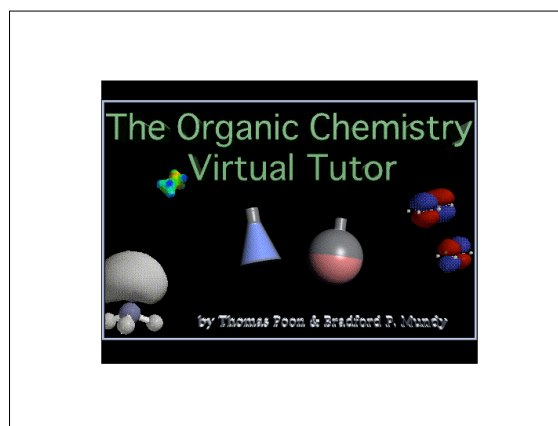 The Organic Chemistry
Virtual Tutor
by Thomas Poon & Bradford P. Mundy